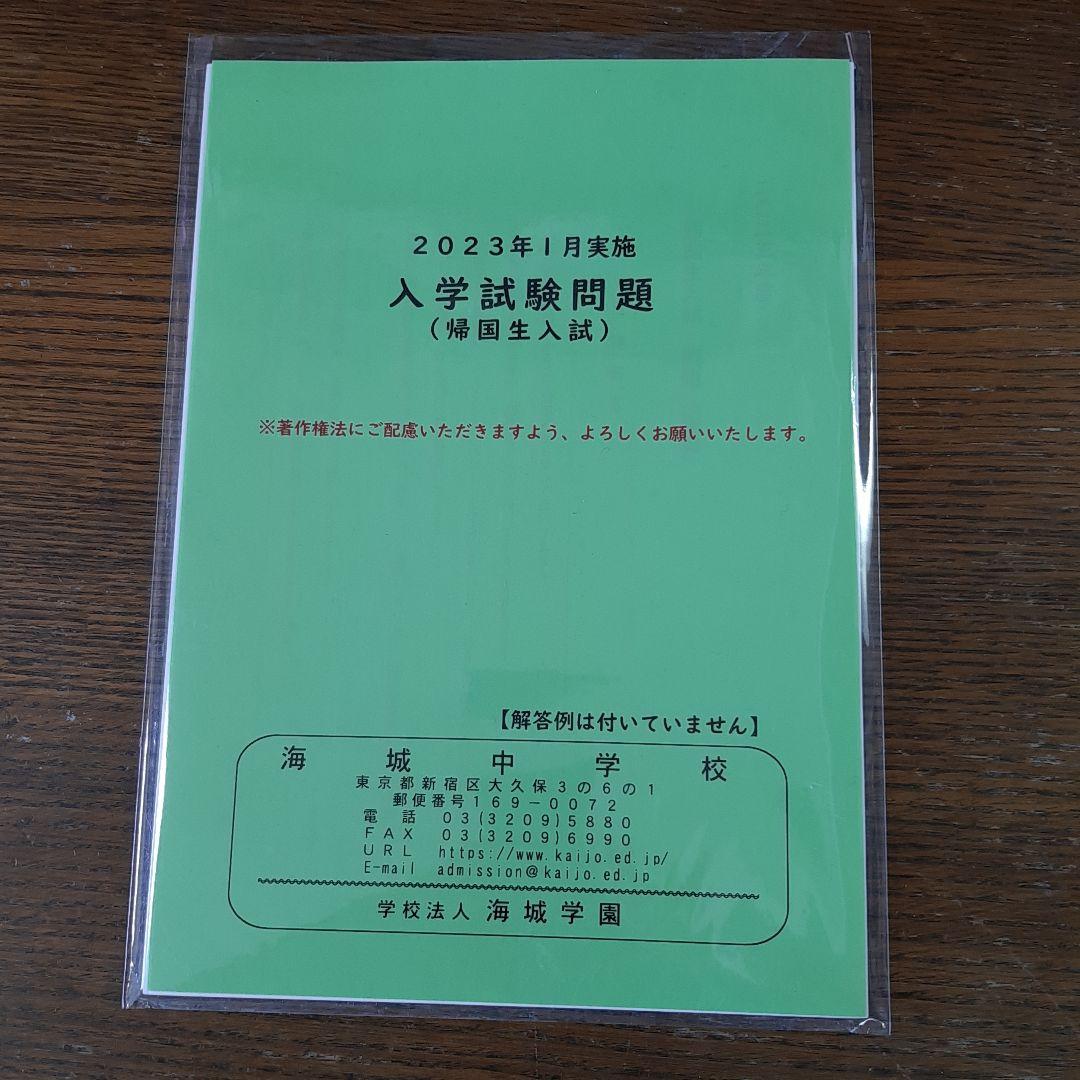 ２０２３年１月実施
入学試験問題
（帰国生入試）
※著作権法にご配慮いただきますよう、よろしくお願いいたします。
【解答例は付いていません】
海城中学校
東京都新宿区大久保３の６の１
郵便番号１６９－００７２
電話 ０３(３２０９)５８８０
ＦＡＸ ０３(３２０９)６９９０
ＵＲＬ https://www.kaijo.ed.jp/
E-mail admission@kaijo.ed.jp
学校法人 海城学園